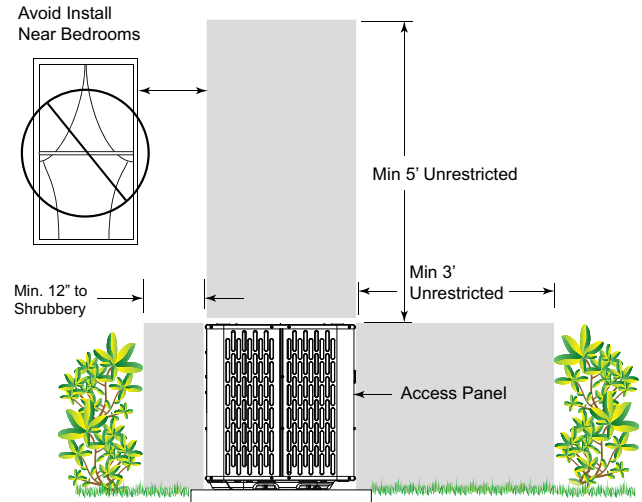 Avoid Install
Near Bedrooms
Min 5’ Unrestricted
Min 3’
Unrestricted
Min. 12” to
Shrubbery
Access Panel